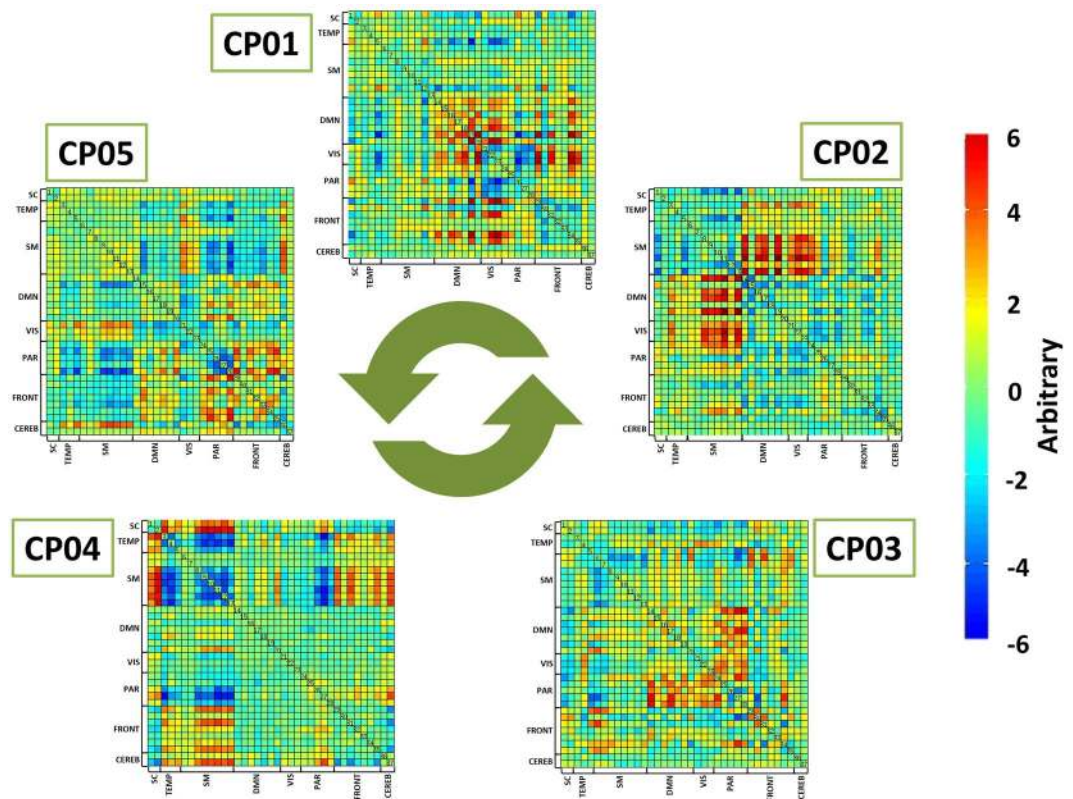 CP01
SC
TEMP
SM
DMN
VIS
PAR
FRONT
CEREB
SC
TEMP
SM
DMN
VIS
PAR
FRONT
CEREB
CP05
SC
TEMP
SM
DMN
VIS
PAR
FRONT
CEREB
SC
TEMP
SM
DMN
VIS
PAR
FRONT
CEREB
CP02
SC
TEMP
SM
DMN
VIS
PAR
FRONT
CEREB
SC
TEMP
SM
DMN
VIS
PAR
FRONT
CEREB
6
4
2
0
-2
-4
-6
Arbitrary
CP04
SC
TEMP
SM
DMN
VIS
PAR
FRONT
CEREB
SC
TEMP
SM
DMN
VIS
PAR
FRONT
CEREB
CP03
SC
TEMP
SM
DMN
VIS
PAR
FRONT
CEREB
SC
TEMP
SM
DMN
VIS
PAR
FRONT
CEREB